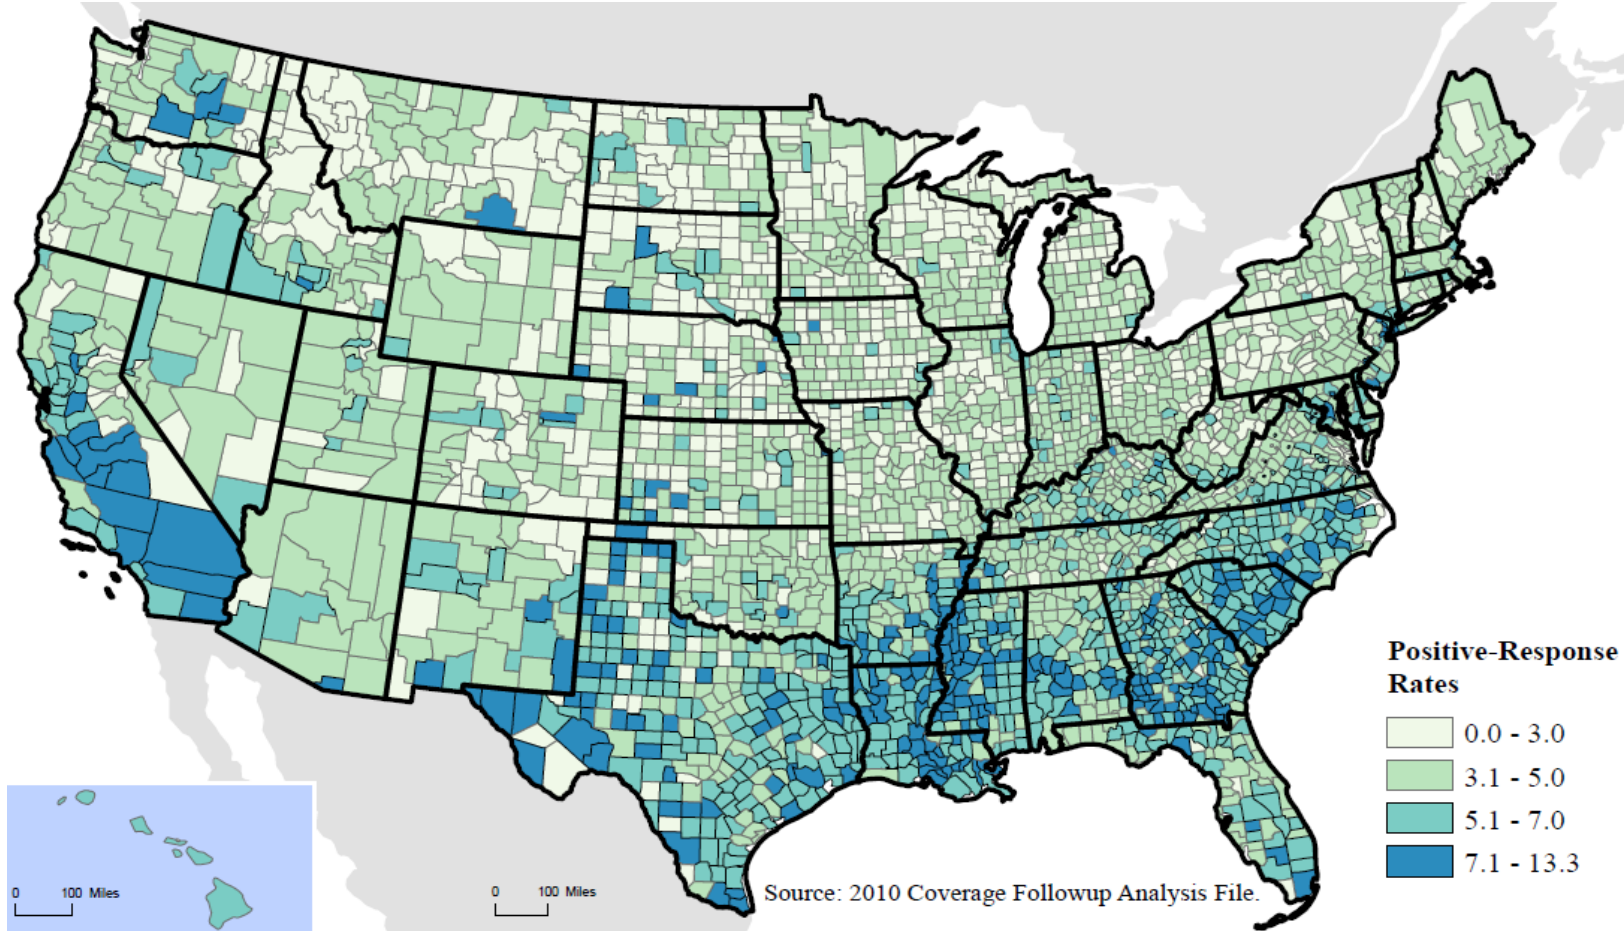 Positive-Response
Rates
0.0 - 3.0
3.1 - 5.0
5.1 - 7.0
7.1 - 13.3
0 100 Miles
0 100 Miles
Source: 2010 Coverage Followup Analysis File.